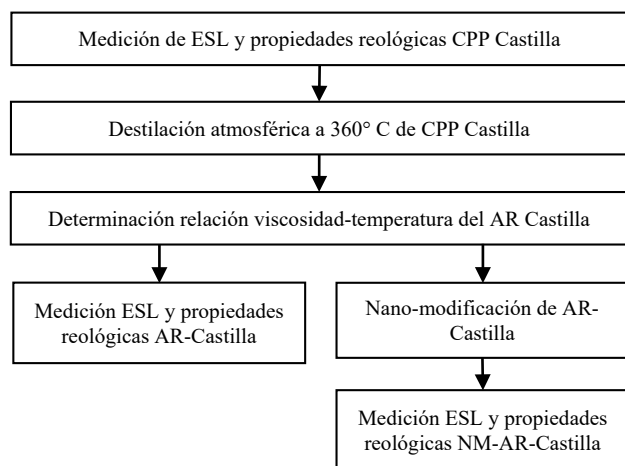 Medición de ESL y propiedades reológicas CPP Castilla
Destilación atmosférica a 360° C de CPP Castilla
Determinación relación viscosidad-temperatura del AR Castilla
Medición ESL y propiedades
reológicas AR-Castilla
Nano-modificación de AR-
Castilla
Medición ESL y propiedades
reológicas NM-AR-Castilla